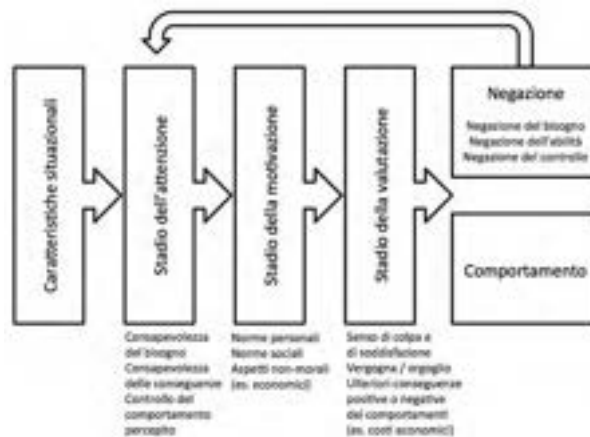 Caratteristiche situazionali
Stadio dell'attenzione
Stadio della motivazione
Stadio della valutazione
Negazione
Negazione del bisogno
Negazione dell'abilità
Negazione del controllo
Comportamento
Consapevolezza
del bisogno
Consapevolezza
delle conseguenze
Controllo del
comportamento
percepito
Norme personali
Norme sociali
Aspetti non-morali
(es. economici)
Senso di colpa e
di soddisfazione
Vergogna / orgoglio
Ulteriori conseguenze
positive o negative
dei comportamenti
(es. costi economici)